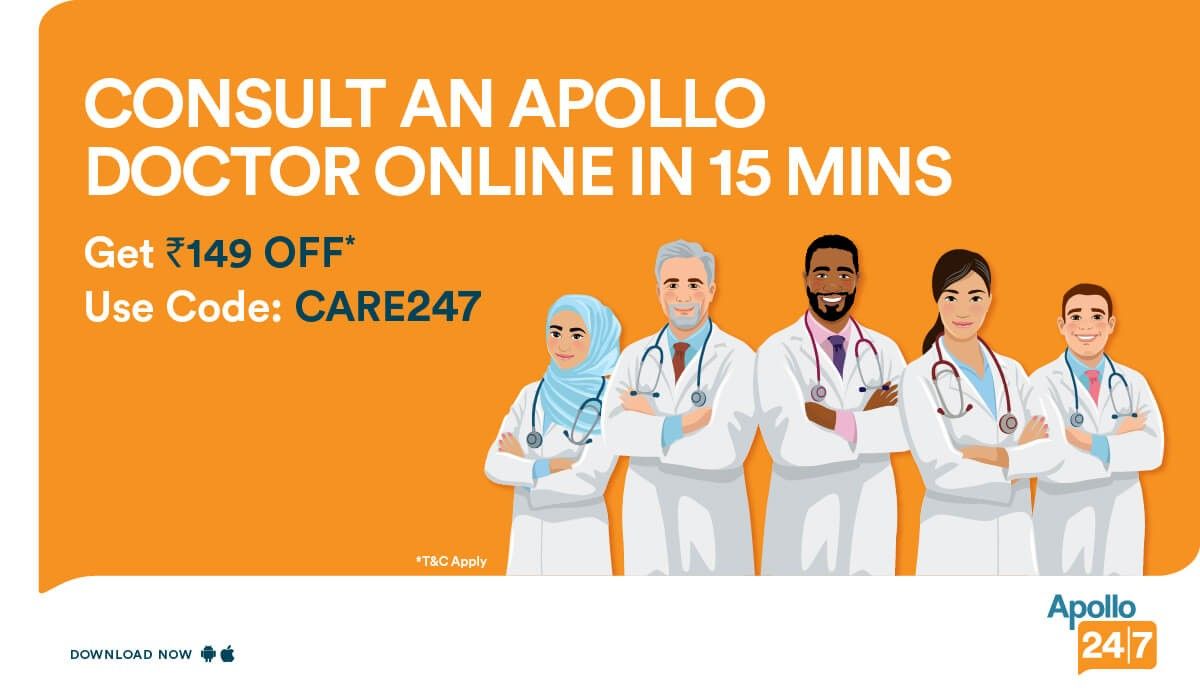 CONSULT AN APOLLO
DOCTOR ONLINE IN 15 MINS
Get ₹149 OFF*
Use Code: CARE247
*T&C Apply
DOWNLOAD NOW
Apollo
24|7